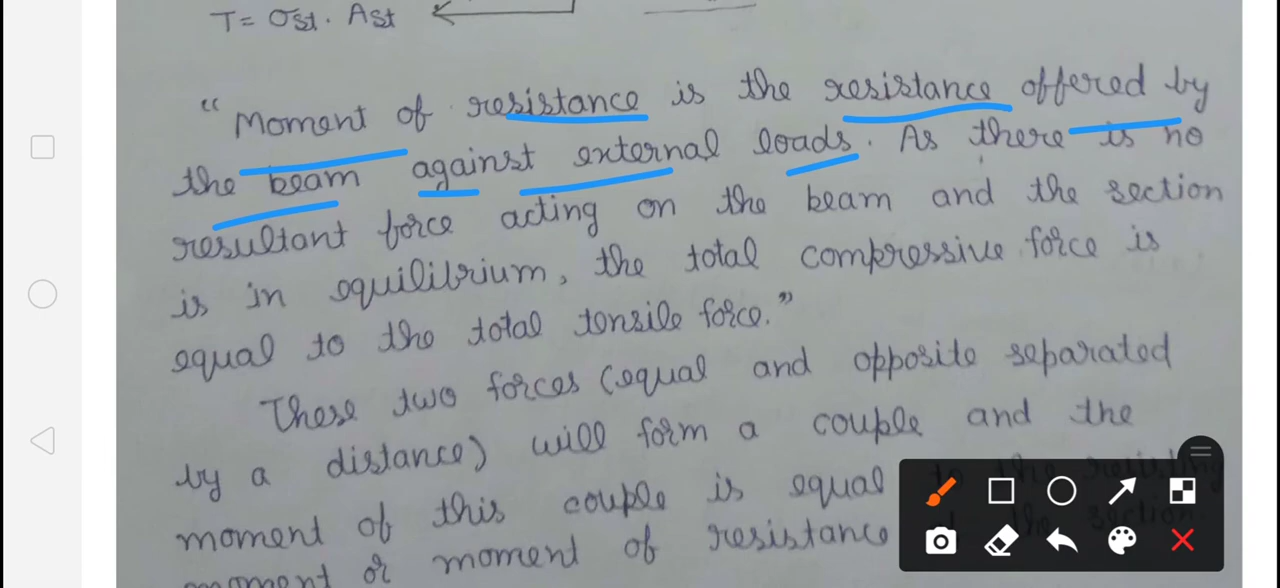 T = σst . Ast
“Moment of resistance is the resistance offered by
the beam against external loads. As there is no
resultant force acting on the beam and the section
is in equilibrium, the total compressive force is
equal to the total tensile force.”
These two forces (equal and opposite separated
by a distance) will form a couple and the
moment of this couple is equal
moment or moment of resistance